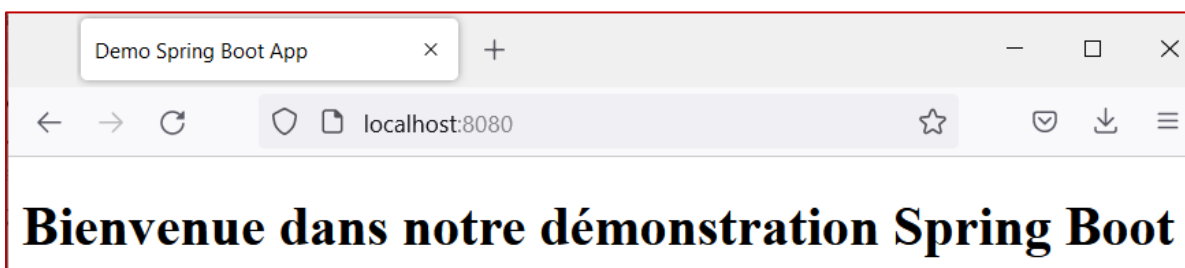 Demo Spring Boot App
localhost:8080
Bienvenue dans notre démonstration Spring Boot